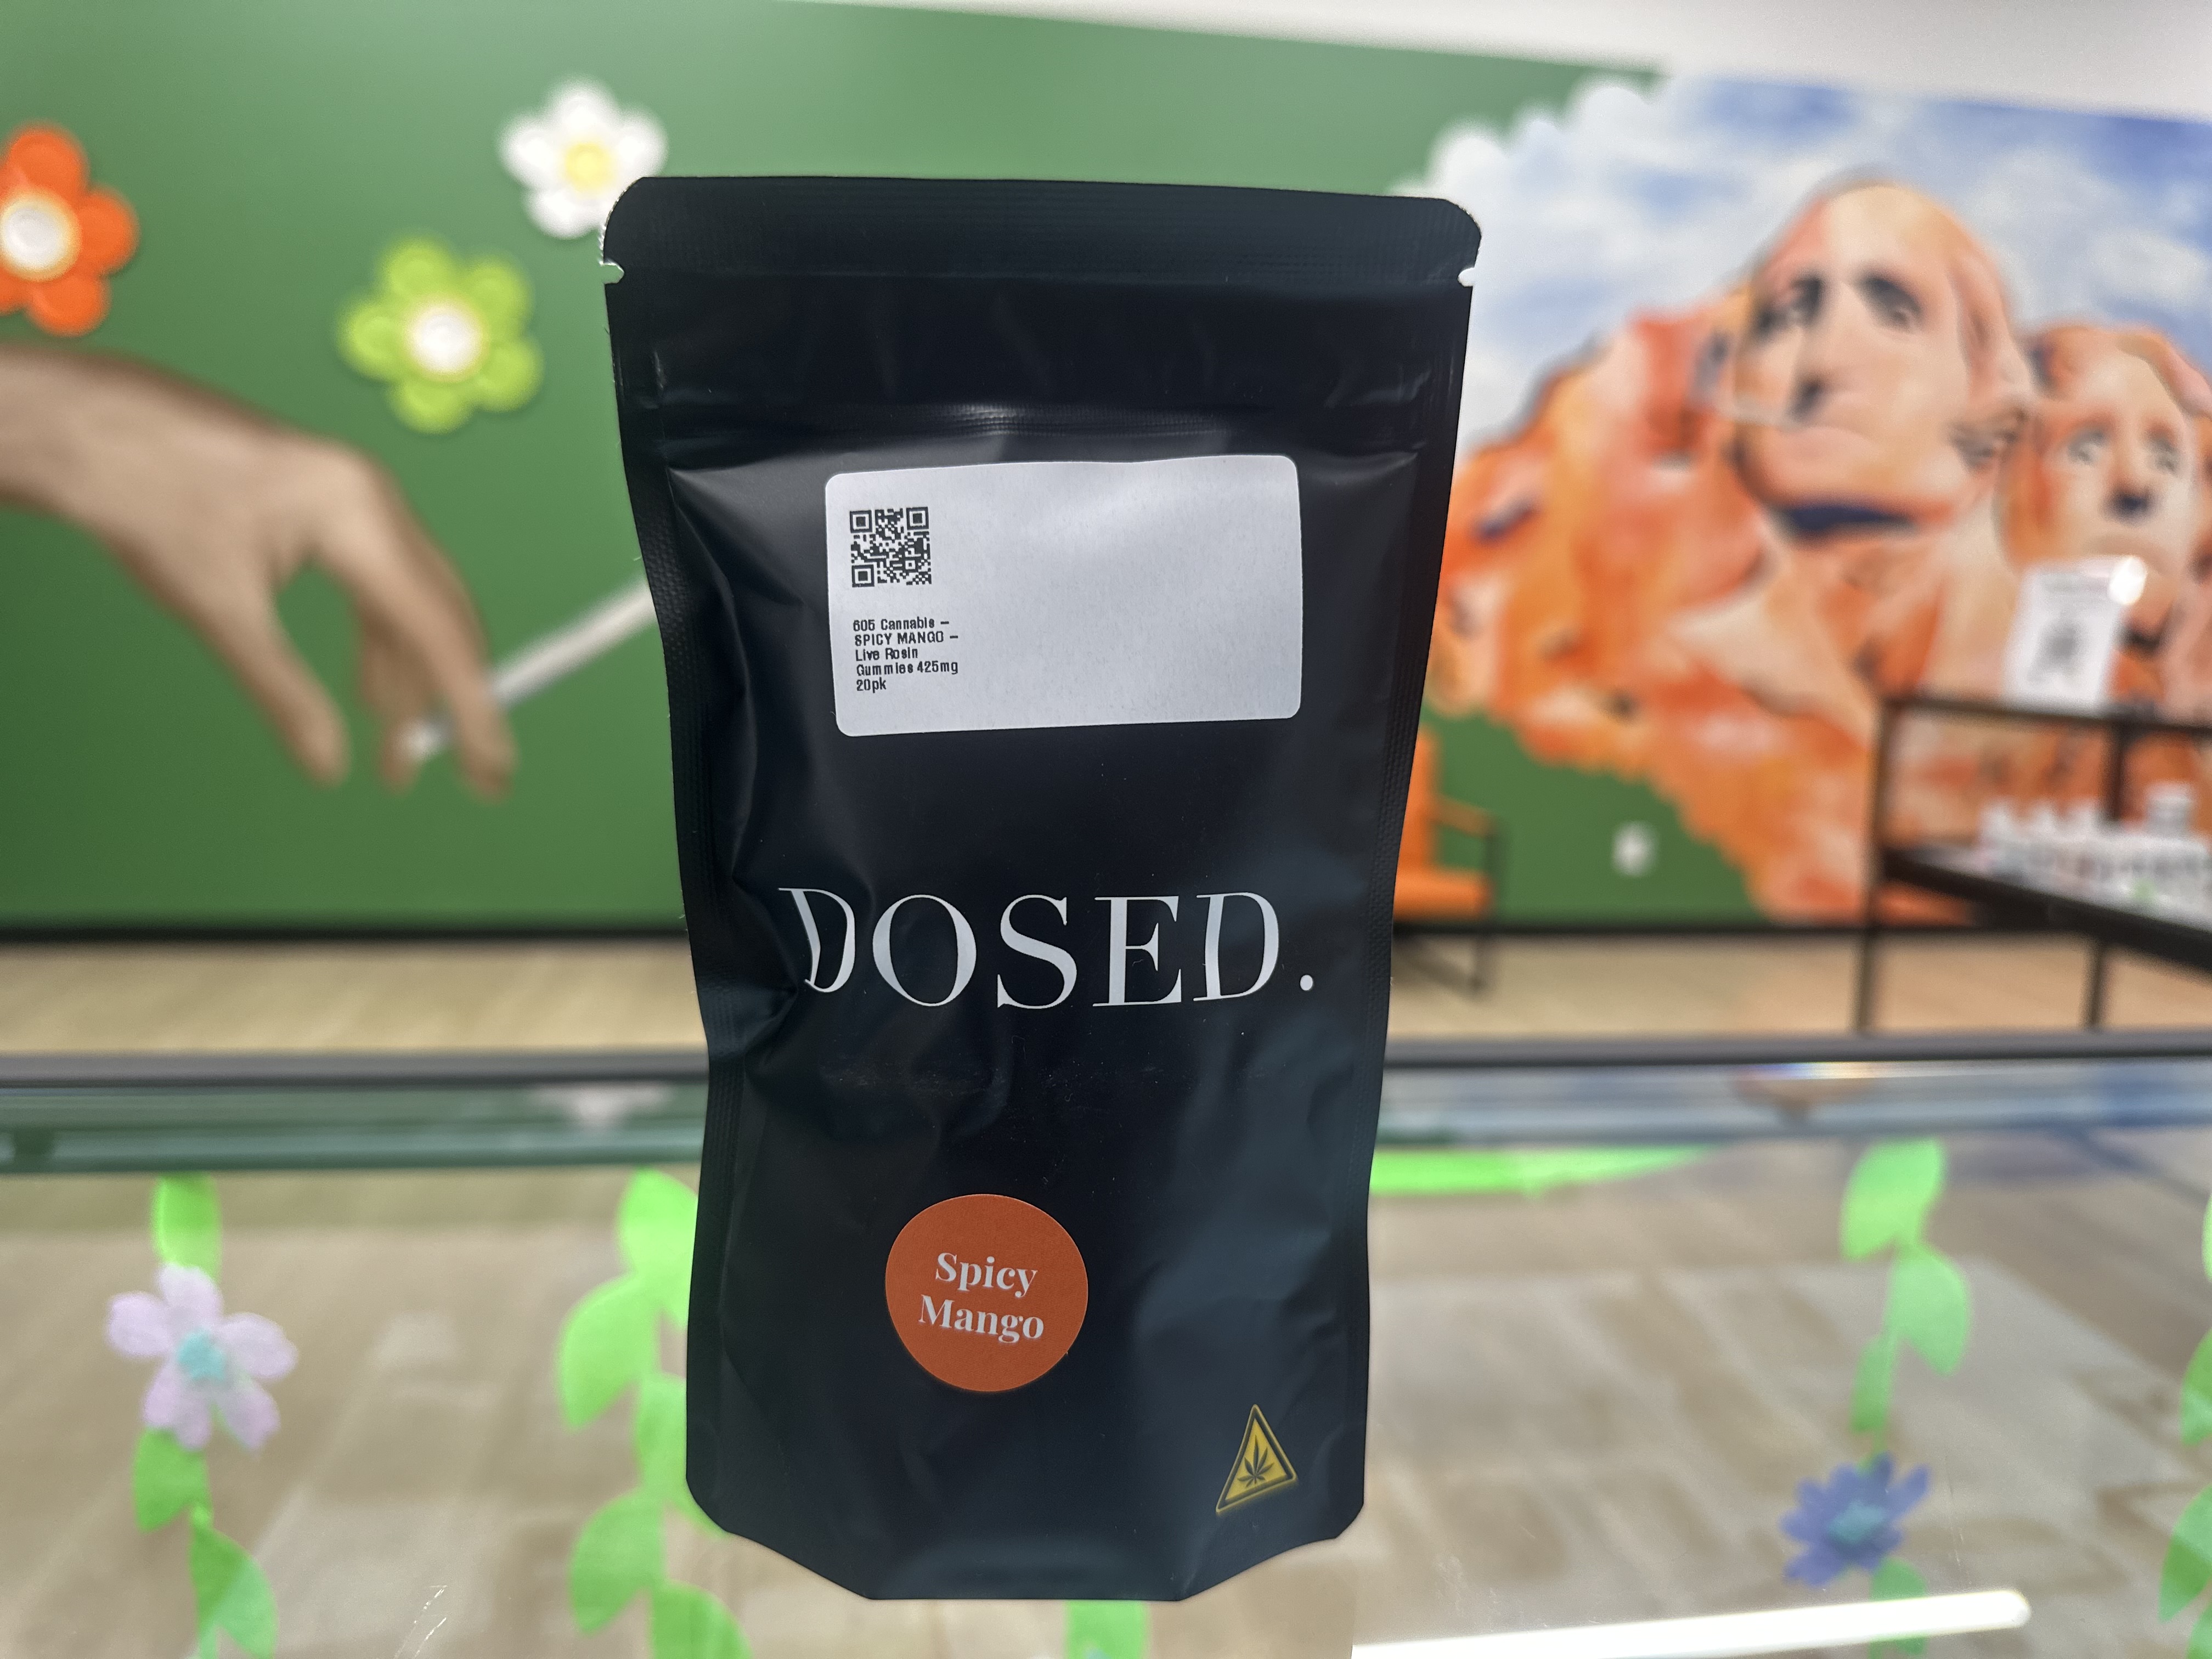 605 Cannabis –
SPICY MANGO –
Live Rosin
Gummies 425mg
20pk
DOSED.
Spicy
Mango